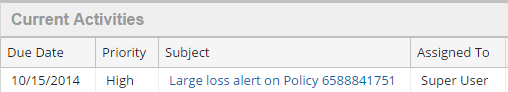 Current Activities
Due Date Priority Subject Assigned To
10/15/2014 High Large loss alert on Policy 6588841751 Super User